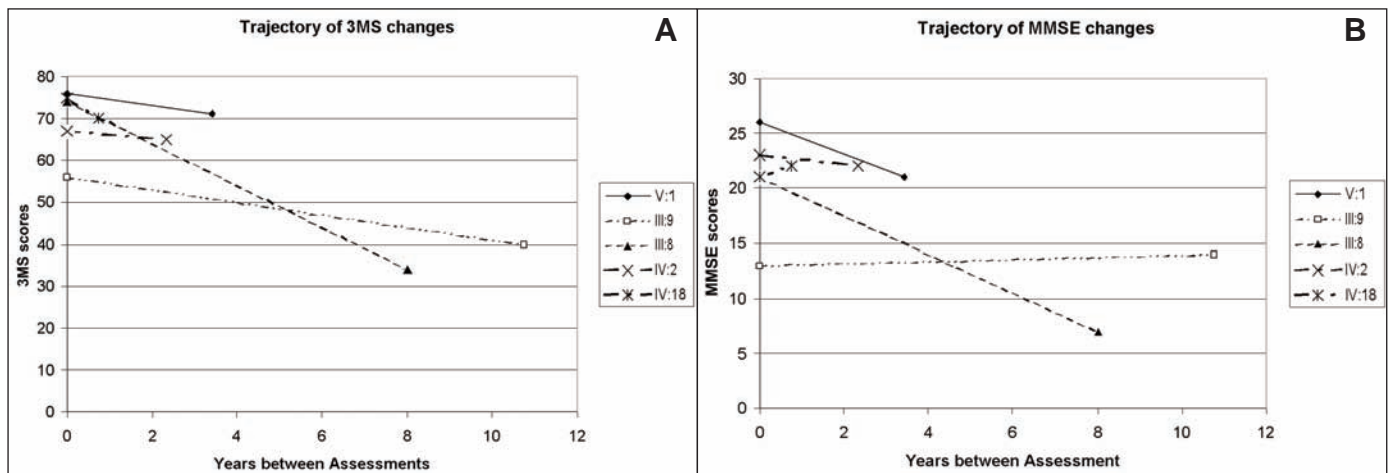 Trajectory of 3MS changes
A
80
70
60
50
40
30
20
10
0
3MS scores
0 2 4 6 8 10 12
Years between Assessments
V:1
III:9
III:8
IV:2
IV:18
Trajectory of MMSE changes
B
30
25
20
15
10
5
0
MMSE scores
0 2 4 6 8 10 12
Years between Assessment
V:1
III:9
III:8
IV:2
IV:18